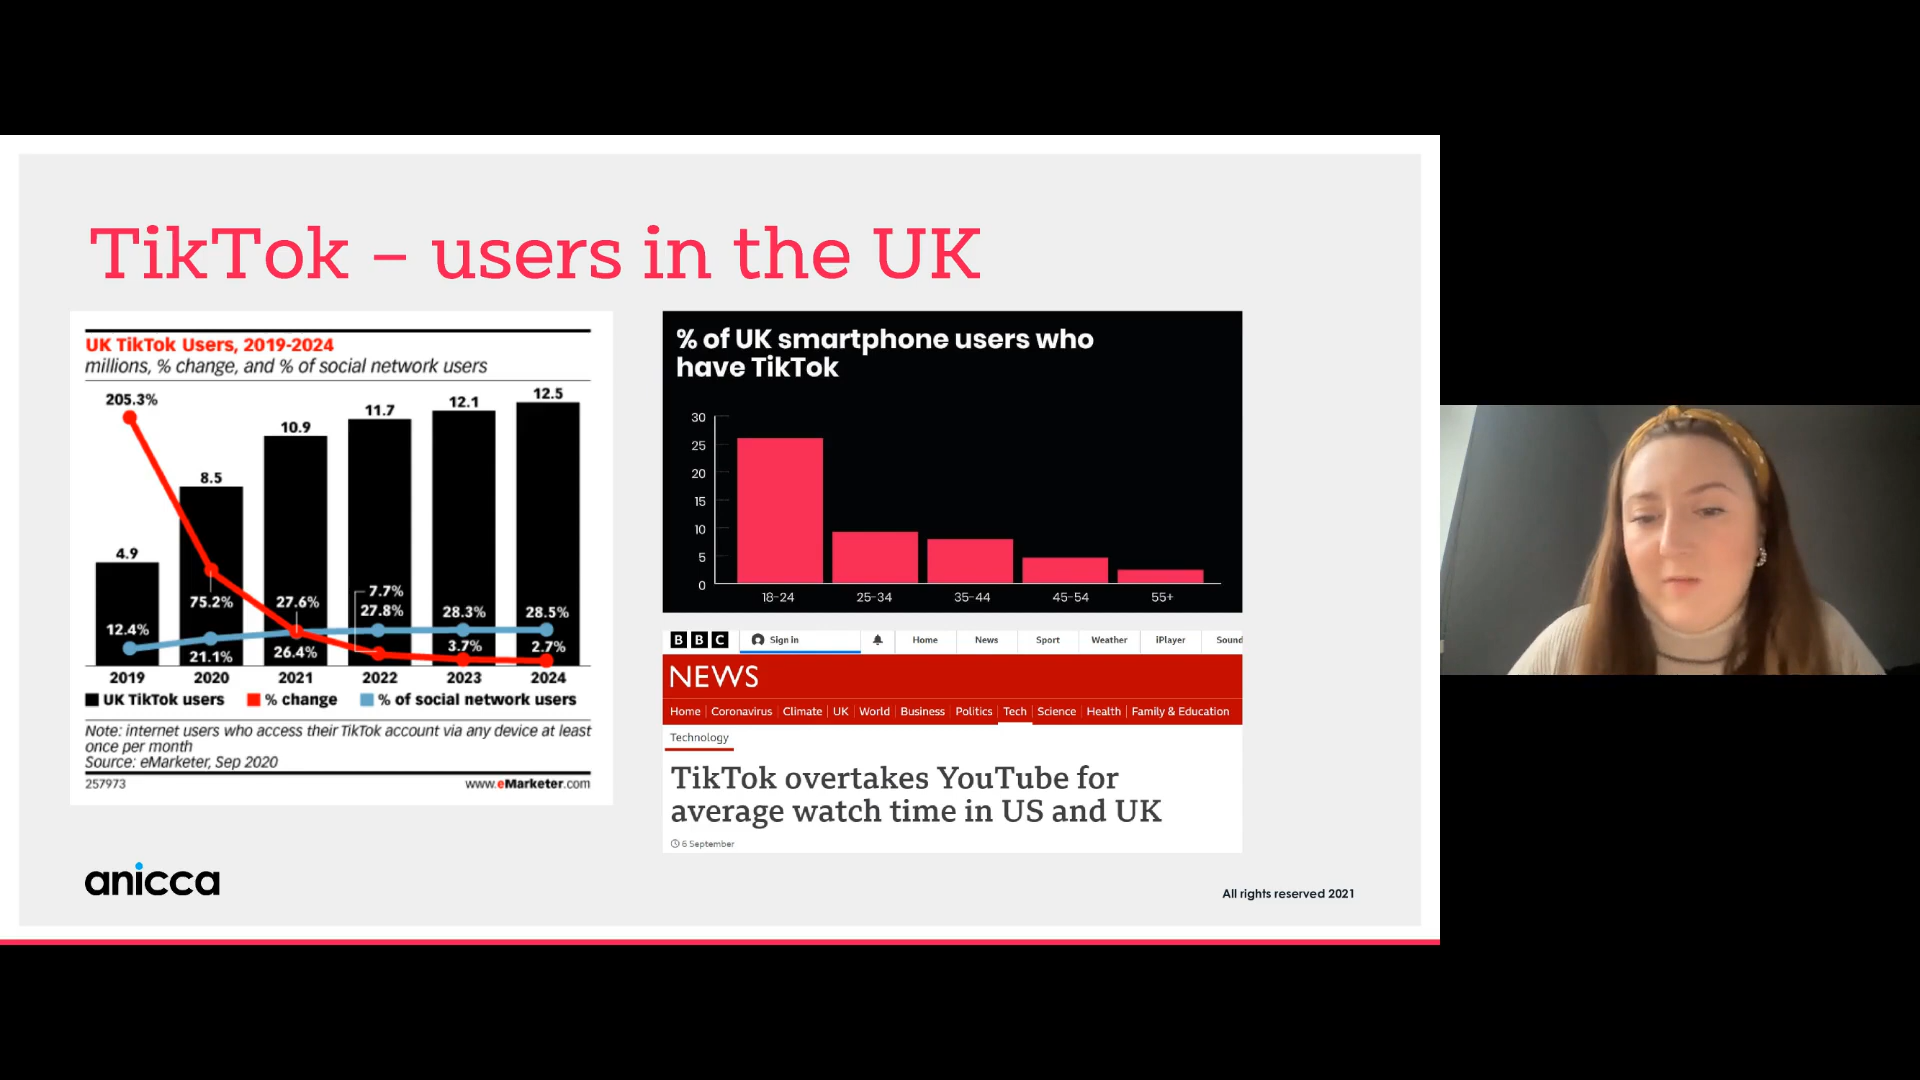 TikTok – users in the UK
UK TikTok Users, 2019-2024
millions, % change, and % of social network users
205.3%
4.9
8.5
10.9
11.7
12.1
12.5
12.4%
75.2%
21.1%
27.6%
26.4%
7.7%
27.8%
28.3%
3.7%
28.5%
2.7%
2019 2020 2021 2022 2023 2024
UK TikTok users % change % of social network users
Note: internet users who access their TikTok account via any device at least
once per month
Source: eMarketer, Sep 2020
257973 www.eMarketer.com
% of UK smartphone users who
have TikTok
30
25
20
15
10
5
0
18-24 25-34 35-44 45-54 55+
BBC Sign in Home News Sport Weather iPlayer Sound
NEWS
Home Coronavirus Climate UK World Business Politics Tech Science Health Family & Education
Technology
TikTok overtakes YouTube for
average watch time in US and UK
6 September
anicca
All rights reserved 2021